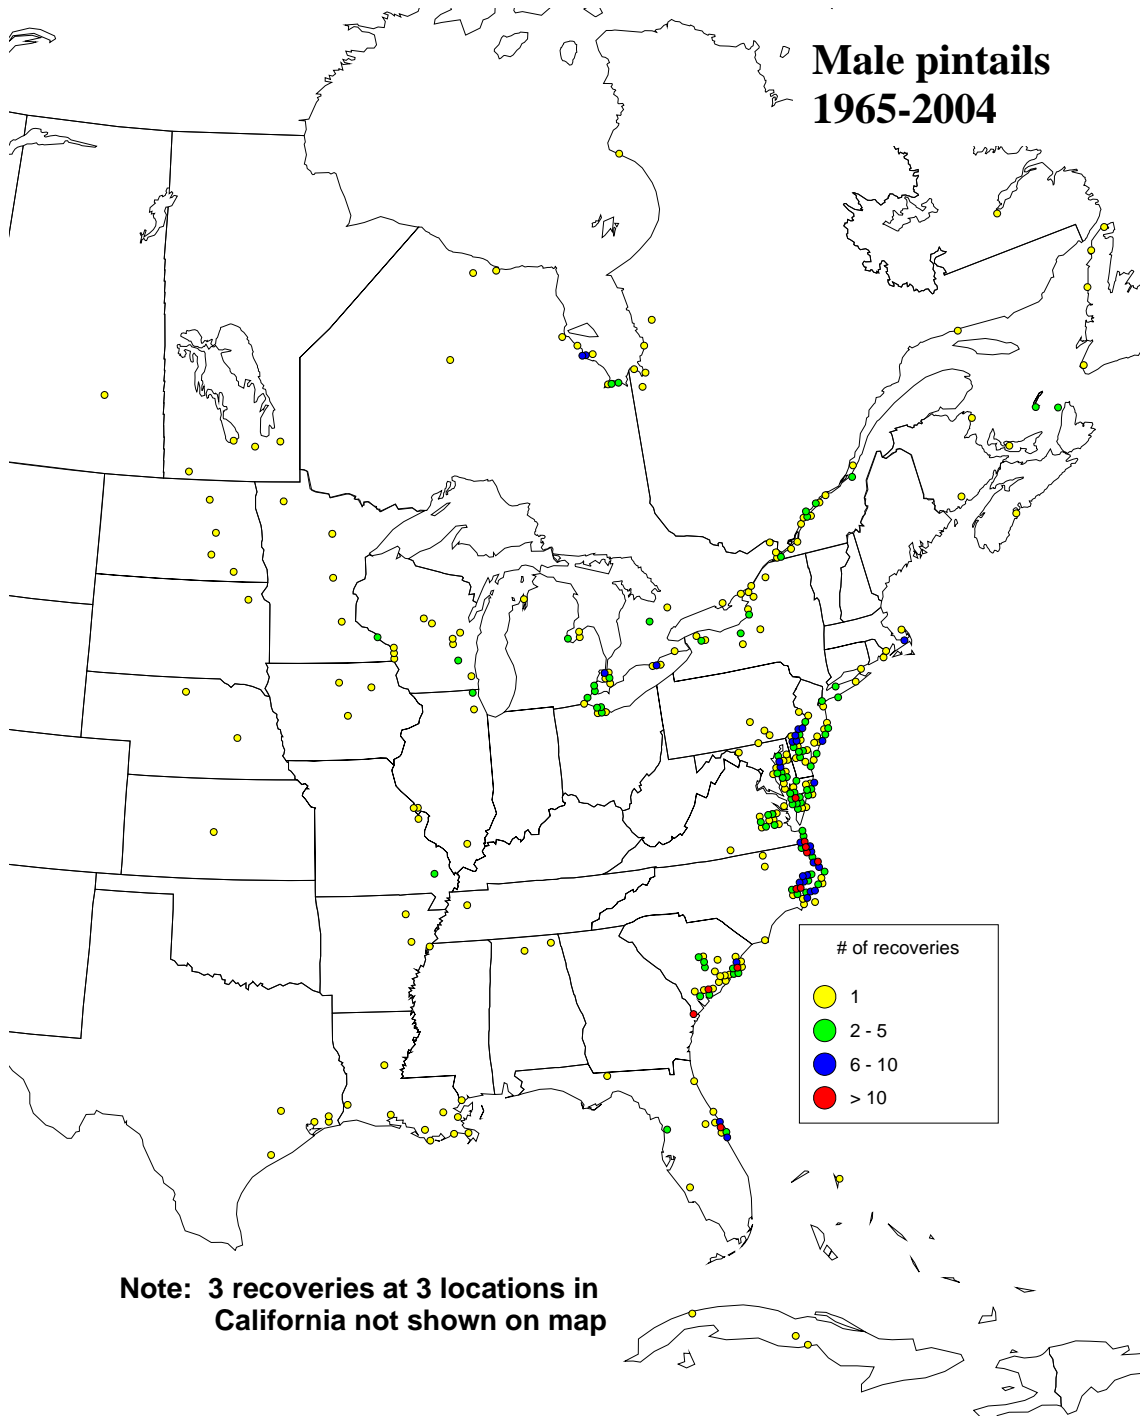 Male pintails
1965-2004
# of recoveries
1
2 - 5
6 - 10
> 10
Note: 3 recoveries at 3 locations in
California not shown on map